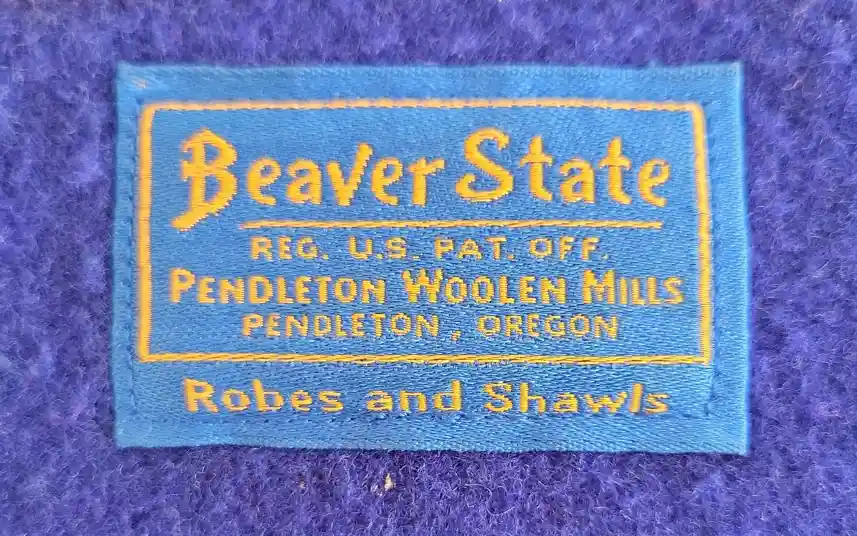 Beaver State
REG. U.S. PAT. OFF.
PENDLETON WOOLEN MILLS
PENDLETON, OREGON
Robes and Shawls